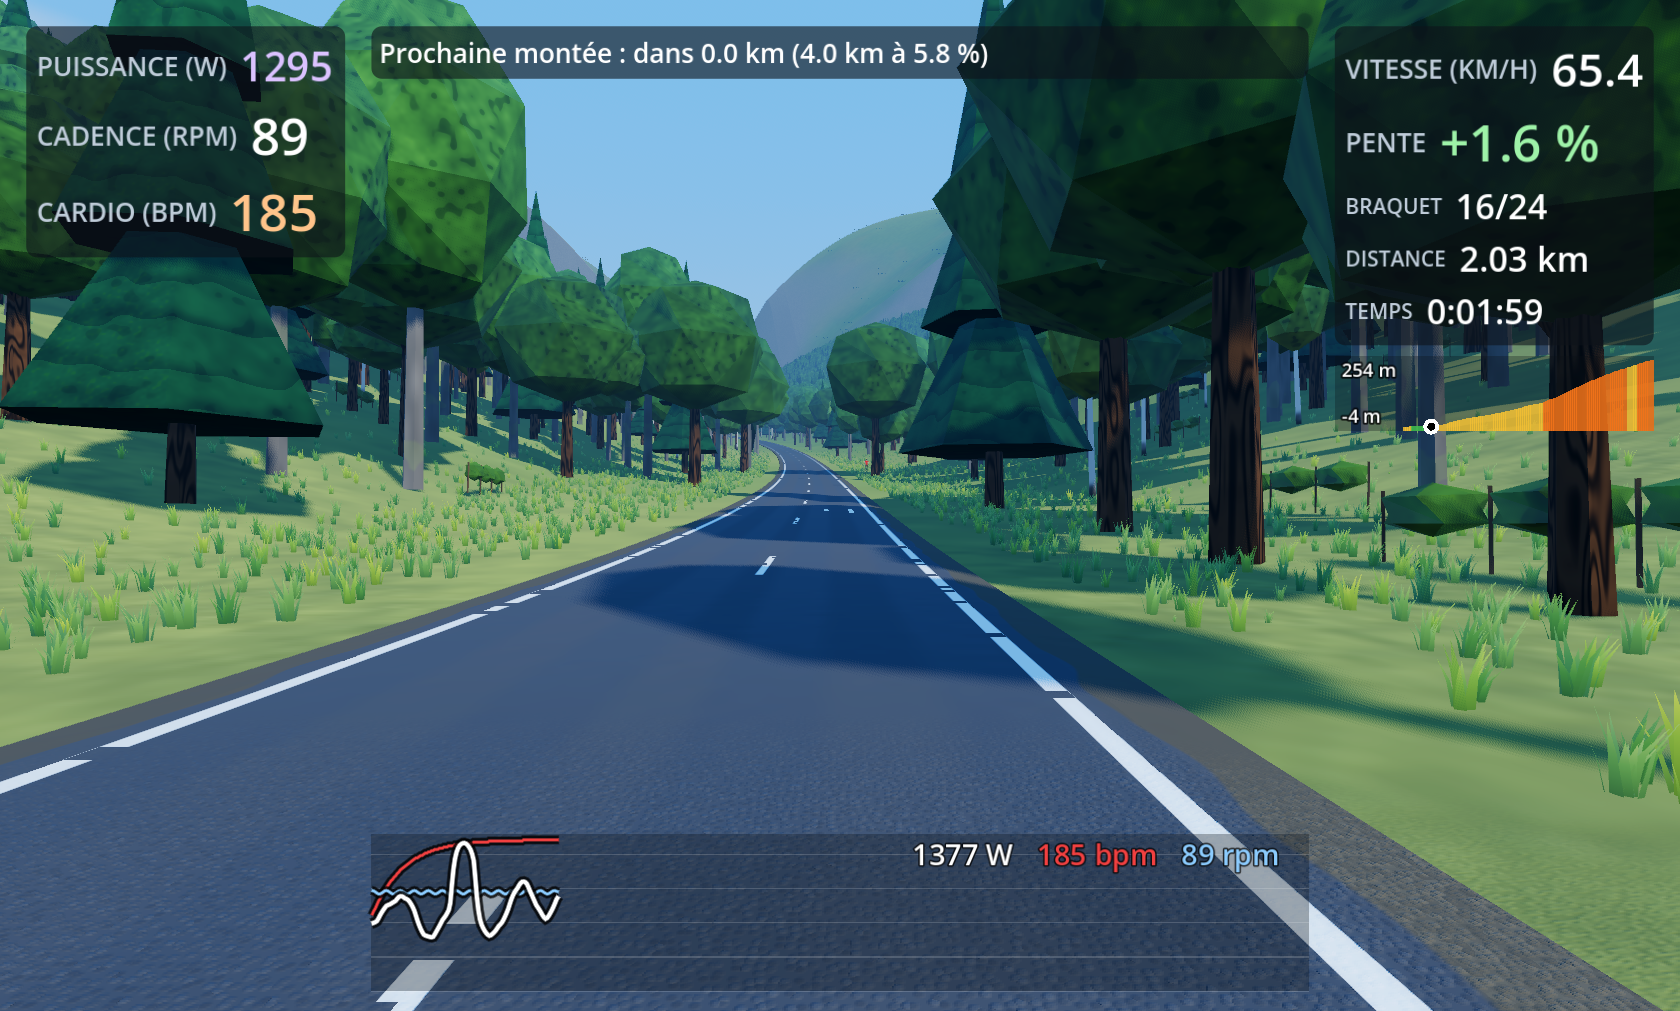 PUISSANCE (W) 1295
CADENCE (RPM) 89
CARDIO (BPM) 185
Prochaine montée : dans 0.0 km (4.0 km à 5.8 %)
VITESSE (KM/H) 65.4
PENTE +1.6 %
BRAQUET 16/24
DISTANCE 2.03 km
TEMPS 0:01:59
254 m
-4 m
1377 W 185 bpm 89 rpm